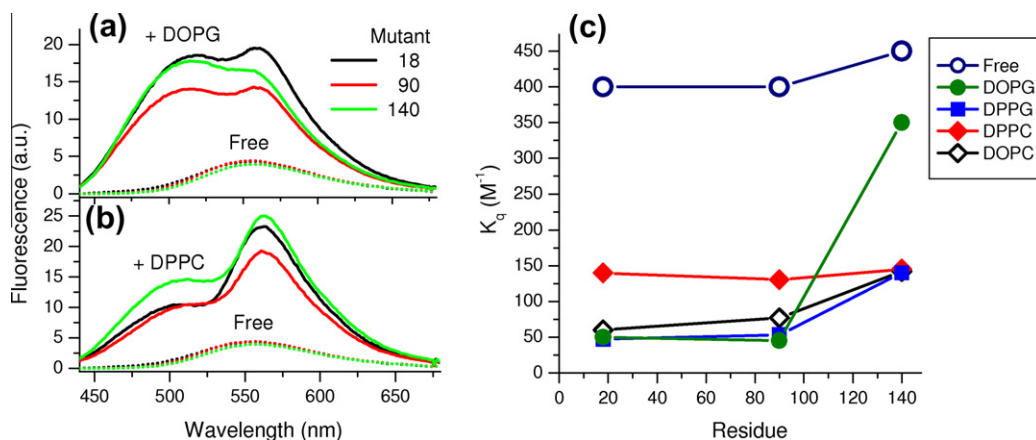 (a)
+ DOPG
Mutant
18
90
140
Free
20
15
10
5
0
(b)
+ DPPC
Free
25
20
15
10
5
0
450 500 550 600 650
Fluorescence (a.u.)
Wavelength (nm)
(c)
450
400
350
300
250
200
150
100
50
0
0 20 40 60 80 100 120 140
K_q (M^-1)
Residue
Free
DOPG
DPPG
DPPC
DOPC